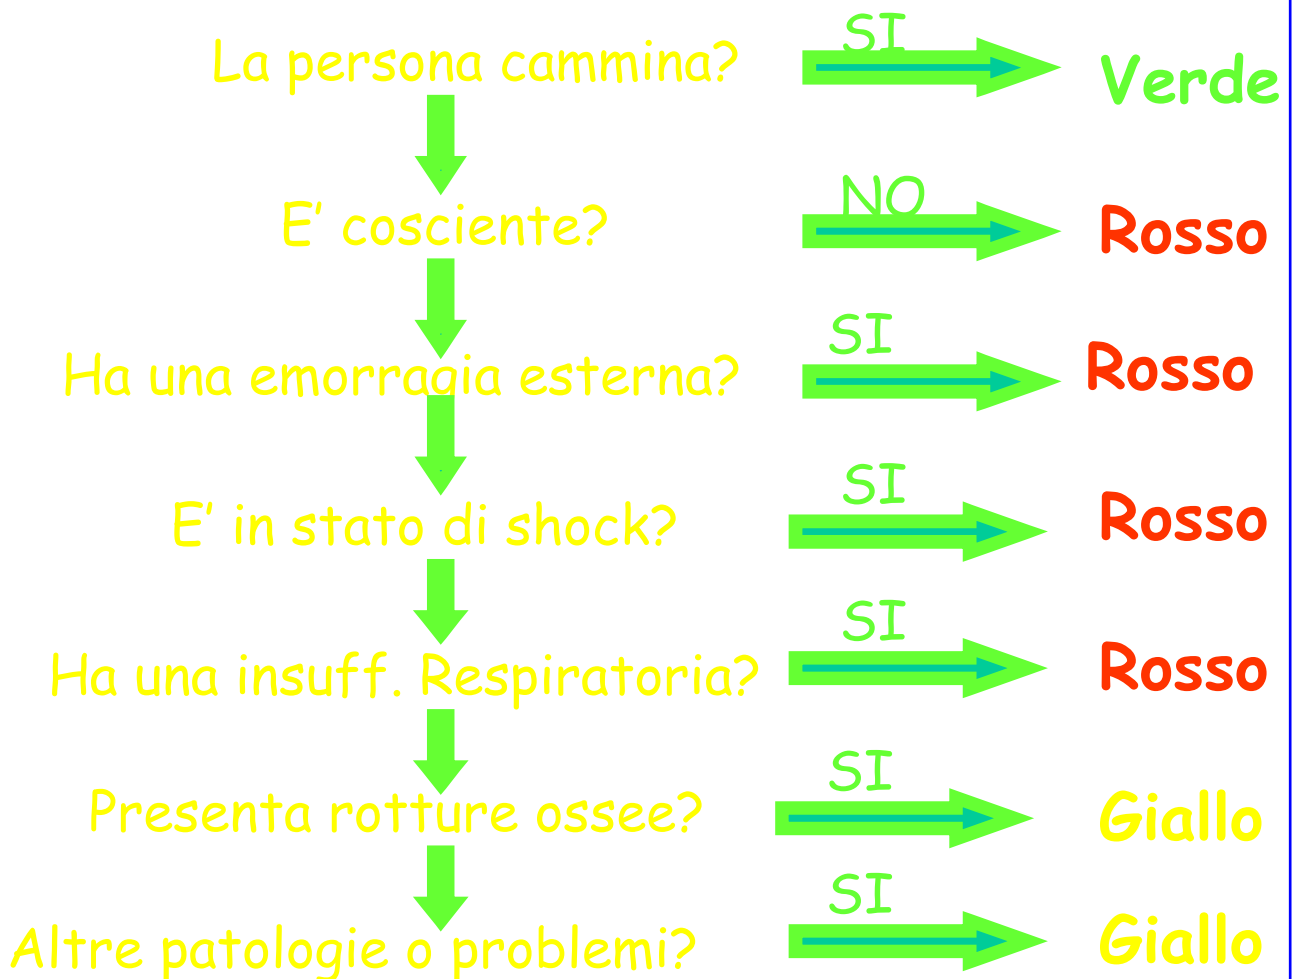 La persona cammina? SI Verde
E' cosciente? NO Rosso
Ha una emorragia esterna? SI Rosso
E' in stato di shock? SI Rosso
Ha una insuff. Respiratoria? SI Rosso
Presenta rotture ossee? SI Giallo
Altre patologie o problemi? SI Giallo